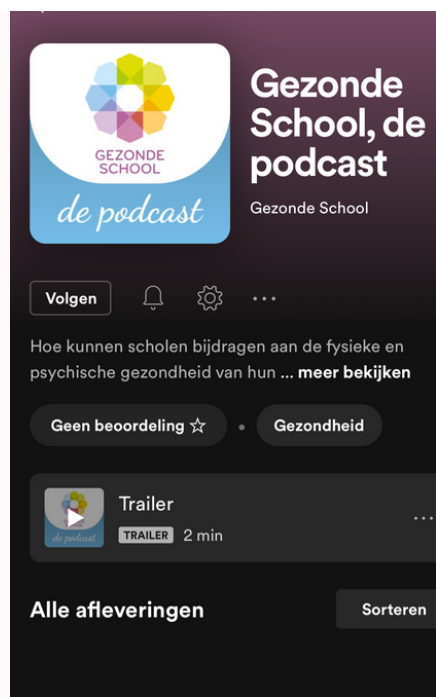 GEZONDE
SCHOOL
de podcast
Gezonde
School, de
podcast
Gezonde School
Volgen
Hoe kunnen scholen bijdragen aan de fysieke en
psychische gezondheid van hun ... meer bekijken
Geen beoordeling
Gezondheid
de podcast
Trailer
TRAILER 2 min
Alle afleveringen
Sorteren